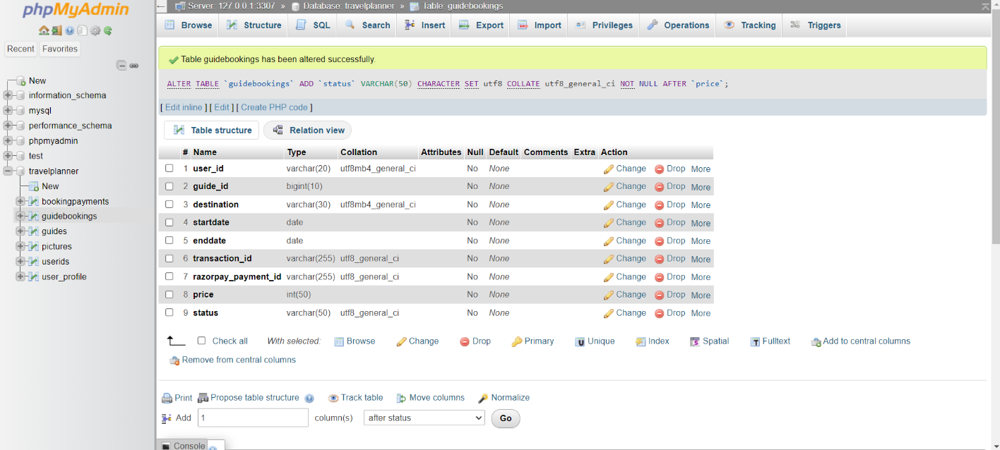 phpMyAdmin
Recent Favorites
New
information_schema
mysql
performance_schema
phpmyadmin
test
travelplanner
New
bookingpayments
guidebookings
guides
pictures
userids
user_profile
Server: 127.0.0.1:3307 » Database: travelplanner » Table: guidebookings
Browse Structure SQL Search Insert Export Import Privileges Operations Tracking Triggers
Table guidebookings has been altered successfully.
ALTER TABLE `guidebookings` ADD `status` VARCHAR(50) CHARACTER SET utf8 COLLATE utf8_general_ci NOT NULL AFTER `price`;
[ Edit inline ] [ Edit ] [ Create PHP code ]
Table structure Relation view
# Name Type Collation Attributes Null Default Comments Extra Action
1 user_id varchar(20) utf8mb4_general_ci No None Change Drop More
2 guide_id bigint(10) No None Change Drop More
3 destination varchar(30) utf8mb4_general_ci No None Change Drop More
4 startdate date No None Change Drop More
5 enddate date No None Change Drop More
6 transaction_id varchar(255) utf8_general_ci No None Change Drop More
7 razorpay_payment_id varchar(255) utf8_general_ci No None Change Drop More
8 price int(50) No None Change Drop More
9 status varchar(50) utf8_general_ci No None Change Drop More
Check all With selected: Browse Change Drop Primary Unique Index Spatial Fulltext Add to central columns
Remove from central columns
Print Propose table structure Track table Move columns Normalize
Add 1 column(s) after status Go
Console